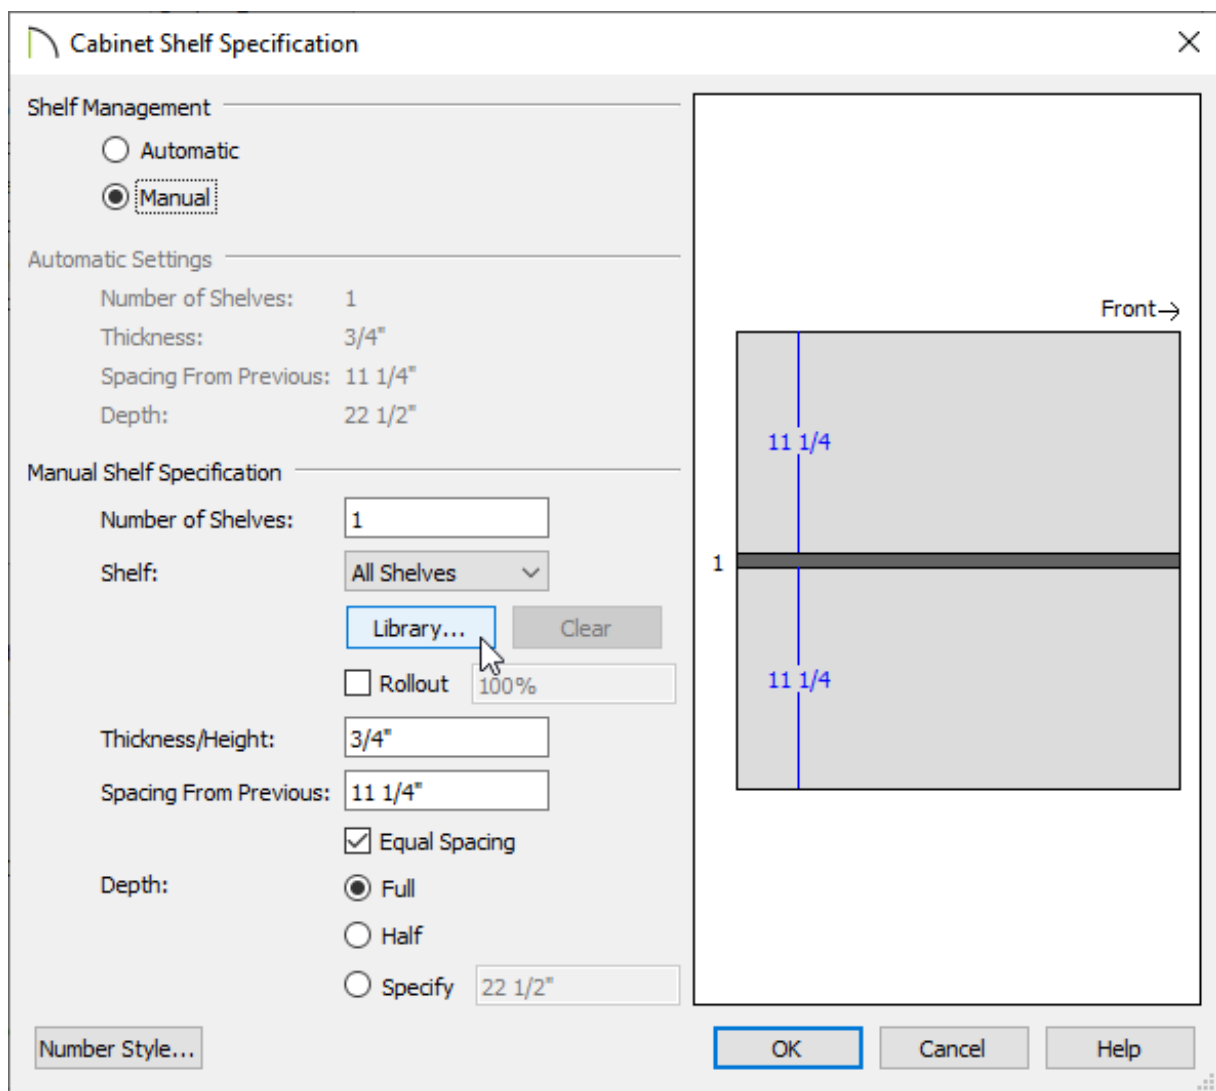 Cabinet Shelf Specification
Shelf Management
Automatic
Manual
Automatic Settings
Number of Shelves: 1
Thickness: 3/4"
Spacing From Previous: 11 1/4"
Depth: 22 1/2"
Manual Shelf Specification
Number of Shelves: 1
Shelf: All Shelves
Library... Clear
Rollout 100%
Thickness/Height: 3/4"
Spacing From Previous: 11 1/4"
Equal Spacing
Depth: Full
Half
Specify 22 1/2"
Front→
11 1/4
1
11 1/4
Number Style... OK Cancel Help